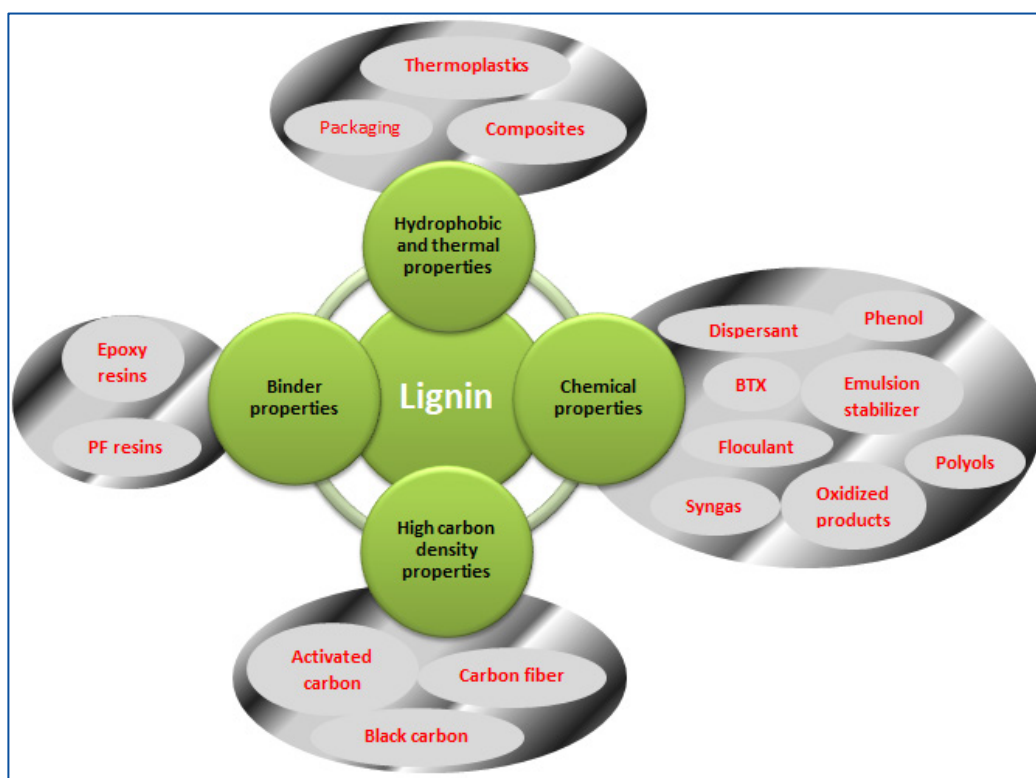 Thermoplastics
Packaging
Composites
Hydrophobic
and thermal
properties
Epoxy
resins
PF resins
Binder
properties
Lignin
Chemical
properties
Dispersant
Phenol
BTX
Emulsion
stabilizer
Floculant
Polyols
Syngas
Oxidized
products
High carbon
density
properties
Activated
carbon
Carbon fiber
Black carbon